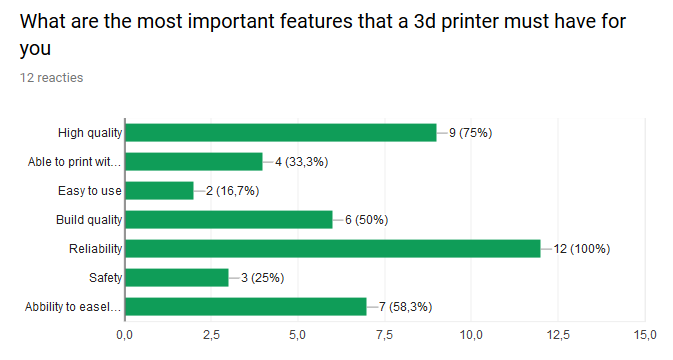 What are the most important features that a 3d printer must have for
you
12 reacties
High quality 9 (75%)
Able to print wit... 4 (33,3%)
Easy to use 2 (16,7%)
Build quality 6 (50%)
Reliability 12 (100%)
Safety 3 (25%)
Abbility to easel... 7 (58,3%)
0,0 2,5 5,0 7,5 10,0 12,5 15,0